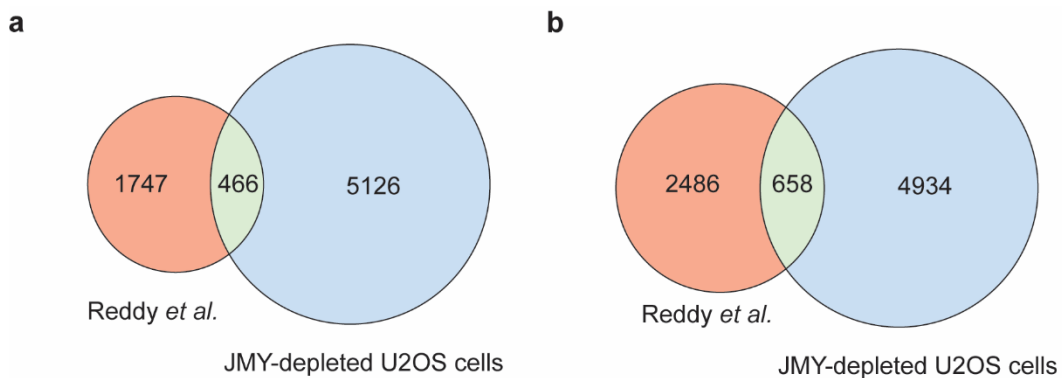 a
1747 466 5126
Reddy et al.
JMY-depleted U2OS cells
b
2486 658 4934
Reddy et al.
JMY-depleted U2OS cells